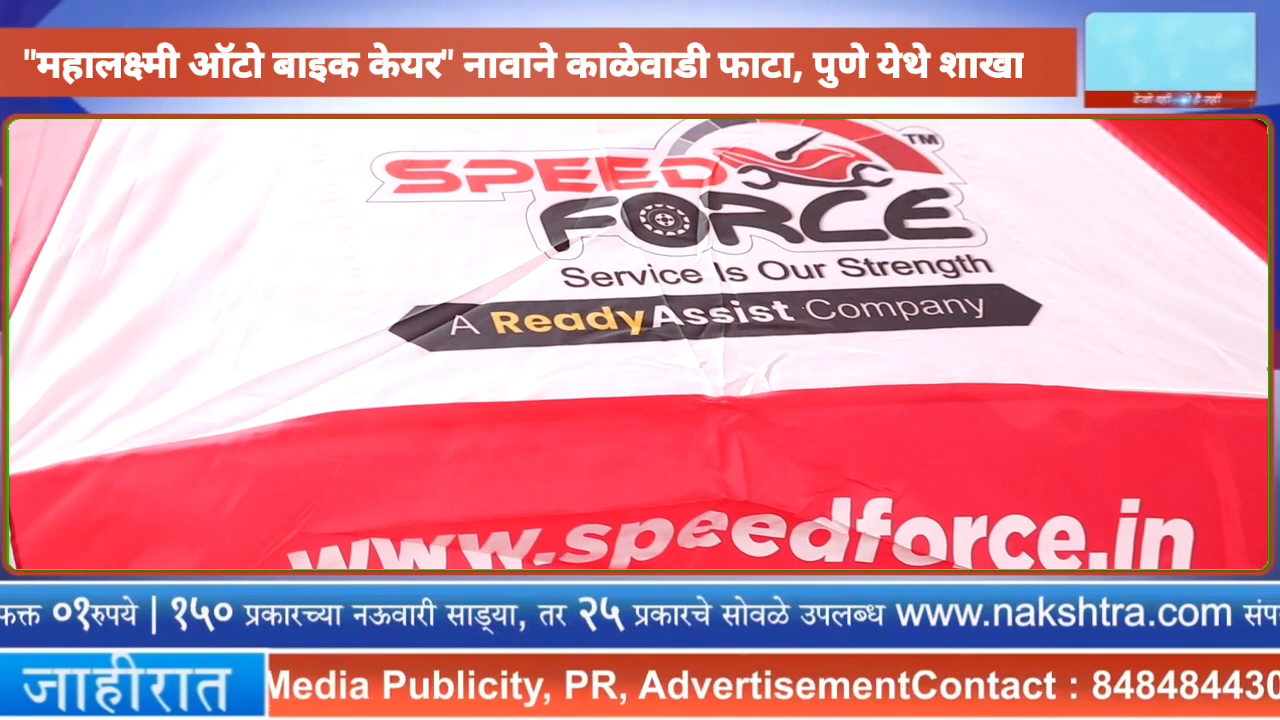 "महालक्ष्मी ऑटो बाइक केयर" नावाने काळेवाडी फाटा, पुणे येथे शाखा
SPEED
TM
FORCE
Service Is Our Strength
A ReadyAssist Company
www.speedforce.in
फक्त ०१रुपये | १५० प्रकारच्या नऊवारी साड्या, तर २५ प्रकारचे सोवळे उपलब्ध www.nakshtra.com
जाहीरात
Media Publicity, PR, AdvertisementContact : 848484430